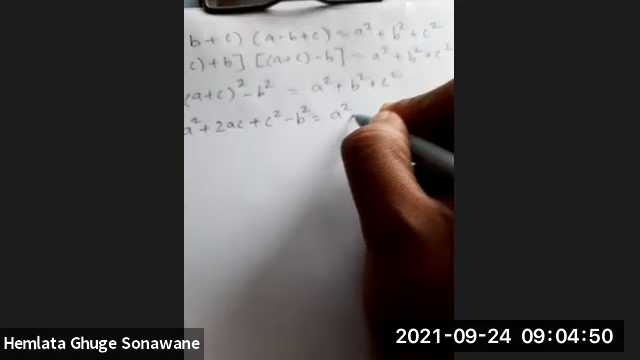 b+c) (a-b+c) = a²+b²+c²
c)+b] [(a+c)-b] = a²+b²+c²
(a+c)²-b² = a²+b²+c²
a²+2ac+c²-b² = a²
Hemlata Ghuge Sonawane
2021-09-24 09:04:50